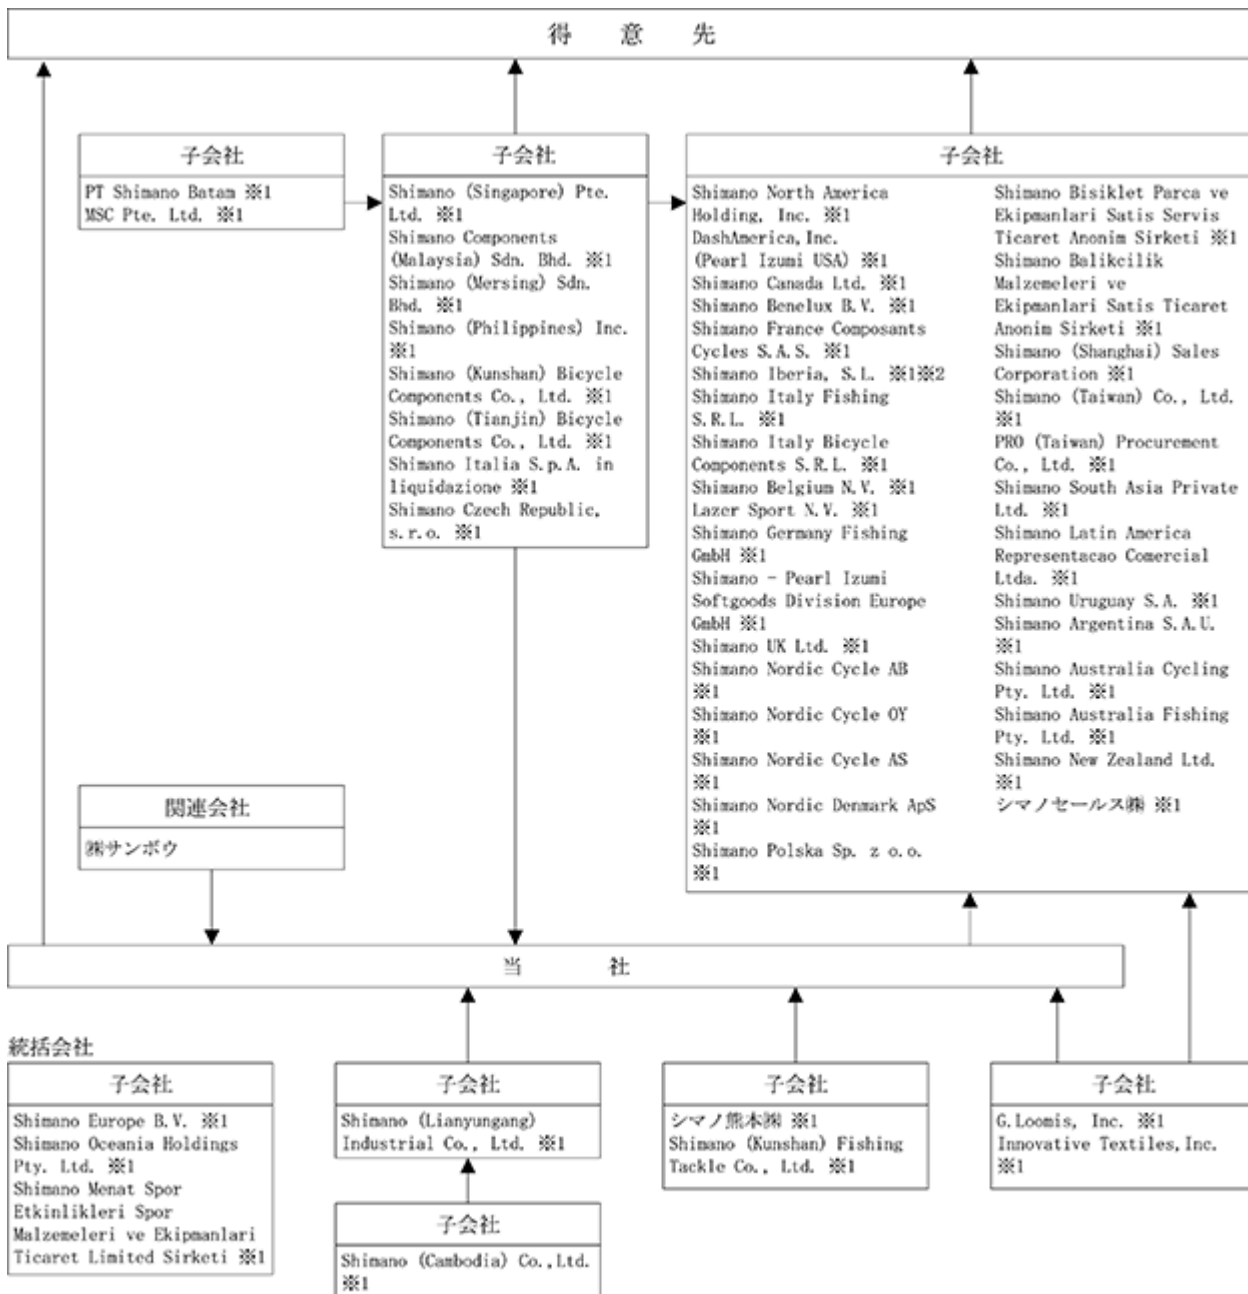 得意先
子会社
PT Shimano Batam ※1
MSC Pte. Ltd. ※1
子会社
Shimano (Singapore) Pte.
Ltd. ※1
Shimano Components
(Malaysia) Sdn. Bhd. ※1
Shimano (Mersing) Sdn.
Bhd. ※1
Shimano (Philippines) Inc.
※1
Shimano (Kunshan) Bicycle
Components Co., Ltd. ※1
Shimano (Tianjin) Bicycle
Components Co., Ltd. ※1
Shimano Italia S.p.A. in
liquidazione ※1
Shimano Czech Republic,
s.r.o. ※1
子会社
Shimano North America
Holding, Inc. ※1
DashAmerica,Inc.
(Pearl Izumi USA) ※1
Shimano Canada Ltd. ※1
Shimano Benelux B.V. ※1
Shimano France Composants
Cycles S.A.S. ※1
Shimano Iberia, S.L. ※1※2
Shimano Italy Fishing
S.R.L. ※1
Shimano Italy Bicycle
Components S.R.L. ※1
Shimano Belgium N.V. ※1
Lazer Sport N.V. ※1
Shimano Germany Fishing
GmbH ※1
Shimano - Pearl Izumi
Softgoods Division Europe
GmbH ※1
Shimano UK Ltd. ※1
Shimano Nordic Cycle AB
※1
Shimano Nordic Cycle OY
※1
Shimano Nordic Cycle AS
※1
Shimano Nordic Denmark ApS
※1
Shimano Polska Sp. z o.o.
※1
Shimano Bisiklet Parca ve
Ekipmanlari Satis Servis
Ticaret Anonim Sirketi ※1
Shimano Balikcilik
Malzemeleri ve
Ekipmanlari Satis Ticaret
Anonim Sirketi ※1
Shimano (Shanghai) Sales
Corporation ※1
Shimano (Taiwan) Co., Ltd.
※1
PRO (Taiwan) Procurement
Co., Ltd. ※1
Shimano South Asia Private
Ltd. ※1
Shimano Latin America
Representacao Comercial
Ltda. ※1
Shimano Uruguay S.A. ※1
Shimano Argentina S.A.U.
※1
Shimano Australia Cycling
Pty. Ltd. ※1
Shimano Australia Fishing
Pty. Ltd. ※1
Shimano New Zealand Ltd.
※1
シマノセールス㈱ ※1
関連会社
㈱サンボウ
当社
統括会社
子会社
Shimano Europe B.V. ※1
Shimano Oceania Holdings
Pty. Ltd. ※1
Shimano Menat Spor
Etkinlikleri Spor
Malzemeleri ve Ekipmanlari
Ticaret Limited Sirketi ※1
子会社
Shimano (Lianyungang)
Industrial Co., Ltd. ※1
子会社
Shimano (Cambodia) Co.,Ltd.
※1
子会社
シマノ熊本㈱ ※1
Shimano (Kunshan) Fishing
Tackle Co., Ltd. ※1
子会社
G.Loomis, Inc. ※1
Innovative Textiles,Inc.
※1